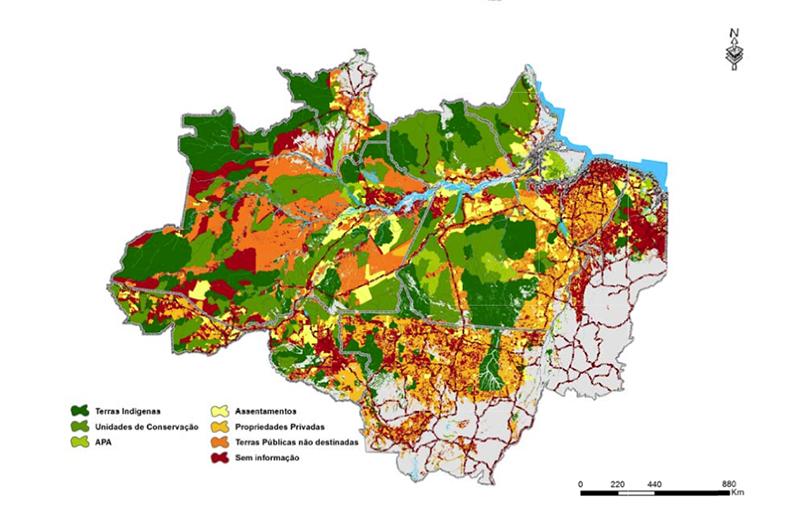 N
Terras Indígenas
Unidades de Conservação
APA
Assentamentos
Propriedades Privadas
Terras Públicas não destinadas
Sem informação
0 220 440 880
Km